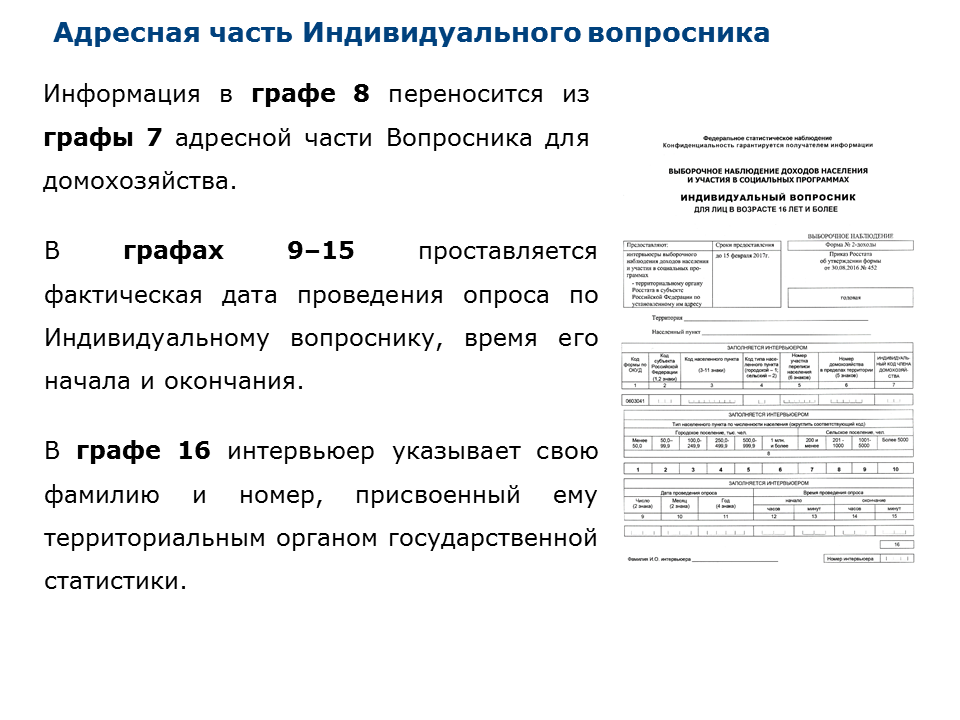 Адресная часть Индивидуального вопросника
Информация в графе 8 переносится из
графы 7 адресной части Вопросника для
домохозяйства.
В графах 9–15 проставляется
фактическая дата проведения опроса по
Индивидуальному вопроснику, время его
начала и окончания.
В графе 16 интервьюер указывает свою
фамилию и номер, присвоенный ему
территориальным органом государственной
статистики.
Федеральное статистическое наблюдение
Конфиденциальность гарантируется получателем информации
ВЫБОРОЧНОЕ НАБЛЮДЕНИЕ ДОХОДОВ НАСЕЛЕНИЯ
И УЧАСТИЯ В СОЦИАЛЬНЫХ ПРОГРАММАХ
ИНДИВИДУАЛЬНЫЙ ВОПРОСНИК
ДЛЯ ЛИЦ В ВОЗРАСТЕ 16 ЛЕТ И БОЛЕЕ
ВЫБОРОЧНОЕ НАБЛЮДЕНИЕ
Предоставляют: Сроки предоставления Форма № 2-доходы
интервьюеры выборочного
наблюдения доходов населения
и участия в социальных про-
граммах
- территориальному органу
Росстата в субъекте
Российской Федерации по
установленному им адресу
до 15 февраля 2017г.
Приказ Росстата
об утверждении формы
от 30.08.2016 № 452
годовая
Территория
Населенный пункт
ЗАПОЛНЯЕТСЯ ИНТЕРВЬЮЕРОМ
Код
формы по
ОКУД
Код
субъекта
Российской
Федерации
(1,2 знаки)
Код населенного пункта
(3-11 знаки)
Код типа насе-
ленного пункта
(городской – 1;
сельский – 2)
Номер
участка
переписи
населения
(6 знаков)
Номер
домохозяйства
в пределах территории
(5 знаков)
ИНДИВИДУАЛЬ-
НЫЙ КОД ЧЛЕНА
ДОМОХОЗЯЙ-
СТВА
1 2 3 4 5 6 7
0603041
ЗАПОЛНЯЕТСЯ ИНТЕРВЬЮЕРОМ
Тип населенного пункта по численности населения (округлить соответствующий код)
Городское поселение, тыс. чел. Сельское поселение, чел.
Менее
50,0
50,0–
99,9
100,0-
249,9
250,0-
499,9
500,0-
999,9
1 млн.
и более
200 и
менее
201 -
1000
1001-
5000
Более 5000
8
1 2 3 4 5 6 7 8 9 10
ЗАПОЛНЯЕТСЯ ИНТЕРВЬЮЕРОМ
Дата проведения опроса Время проведения опроса
Число
(2 знака)
Месяц
(2 знака)
Год
(4 знака)
начало окончание
часов минут часов минут
9 10 11 12 13 14 15
16
Фамилия И.О. интервьюера Номер интервьюера